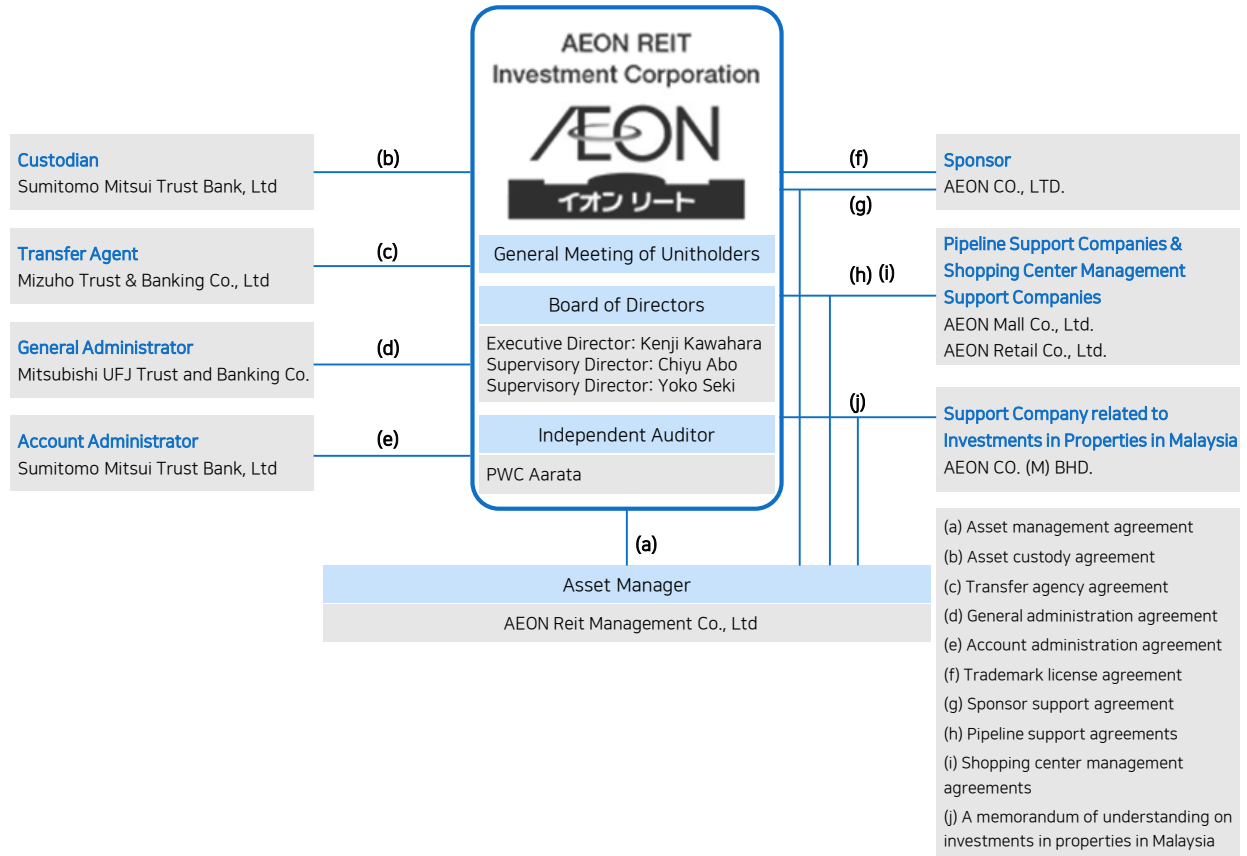 AEON REIT
Investment Corporation
ÆON
イオン リート
General Meeting of Unitholders
Board of Directors
Executive Director: Kenji Kawahara
Supervisory Director: Chiyu Abo
Supervisory Director: Yoko Seki
Independent Auditor
PWC Aarata
Custodian
Sumitomo Mitsui Trust Bank, Ltd
(b)
Transfer Agent
Mizuho Trust & Banking Co., Ltd
(c)
General Administrator
Mitsubishi UFJ Trust and Banking Co.
(d)
Account Administrator
Sumitomo Mitsui Trust Bank, Ltd
(e)
(f)
(g)
Sponsor
AEON CO., LTD.
(h) (i)
Pipeline Support Companies &
Shopping Center Management
Support Companies
AEON Mall Co., Ltd.
AEON Retail Co., Ltd.
(j)
Support Company related to
Investments in Properties in Malaysia
AEON CO. (M) BHD.
(a)
Asset Manager
AEON Reit Management Co., Ltd
(a) Asset management agreement
(b) Asset custody agreement
(c) Transfer agency agreement
(d) General administration agreement
(e) Account administration agreement
(f) Trademark license agreement
(g) Sponsor support agreement
(h) Pipeline support agreements
(i) Shopping center management
agreements
(j) A memorandum of understanding on
investments in properties in Malaysia